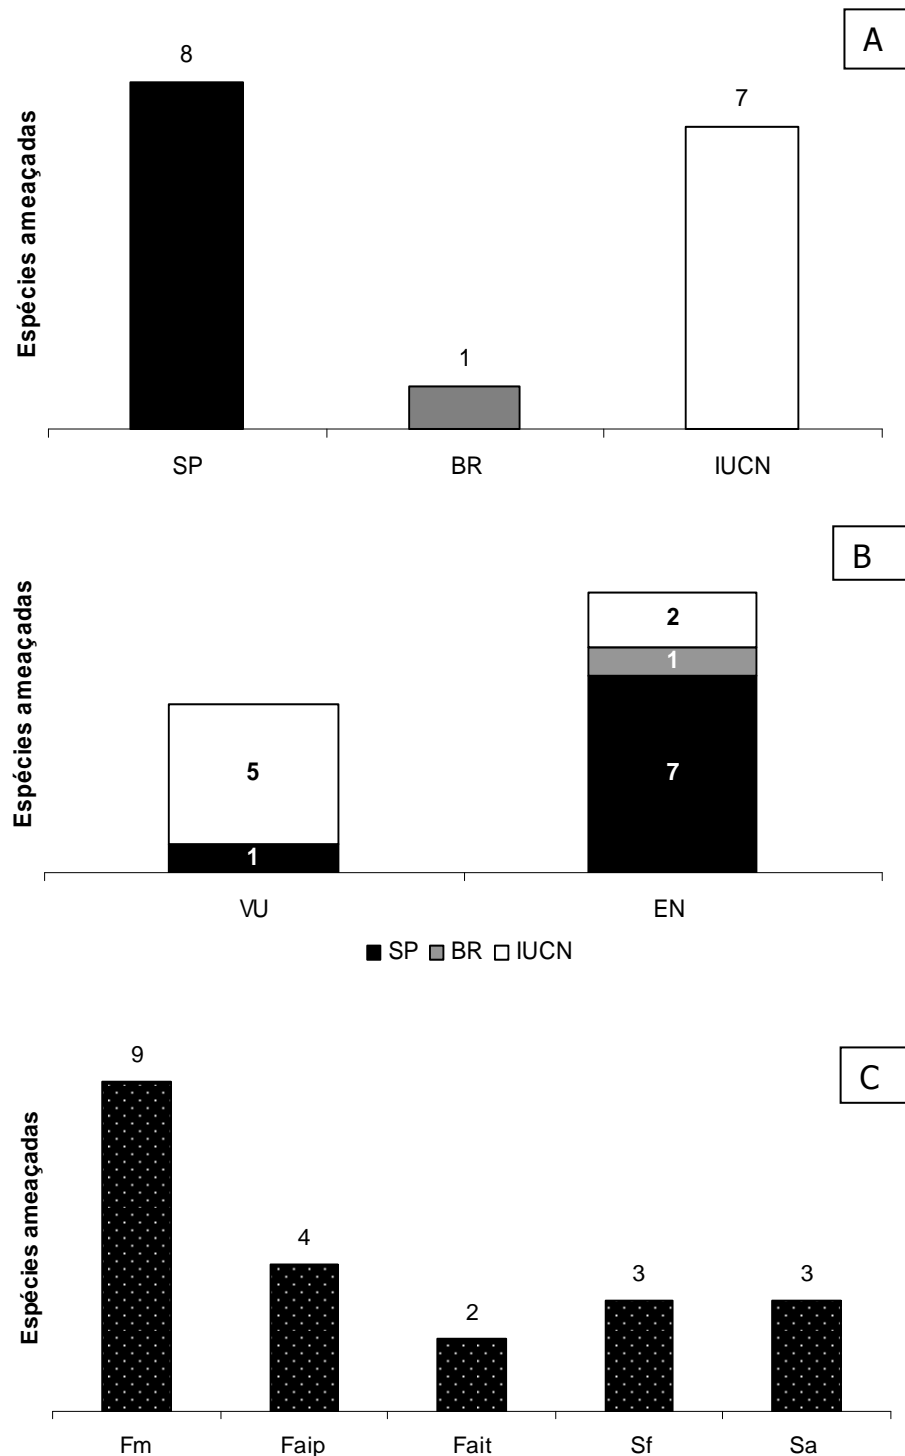 A
8
7
1
Espécies ameaçadas
SP BR IUCN
B
2
1
5
7
1
Espécies ameaçadas
VU EN
SP BR IUCN
C
9
4
2
3
3
Espécies ameaçadas
Fm Faip Fait Sf Sa